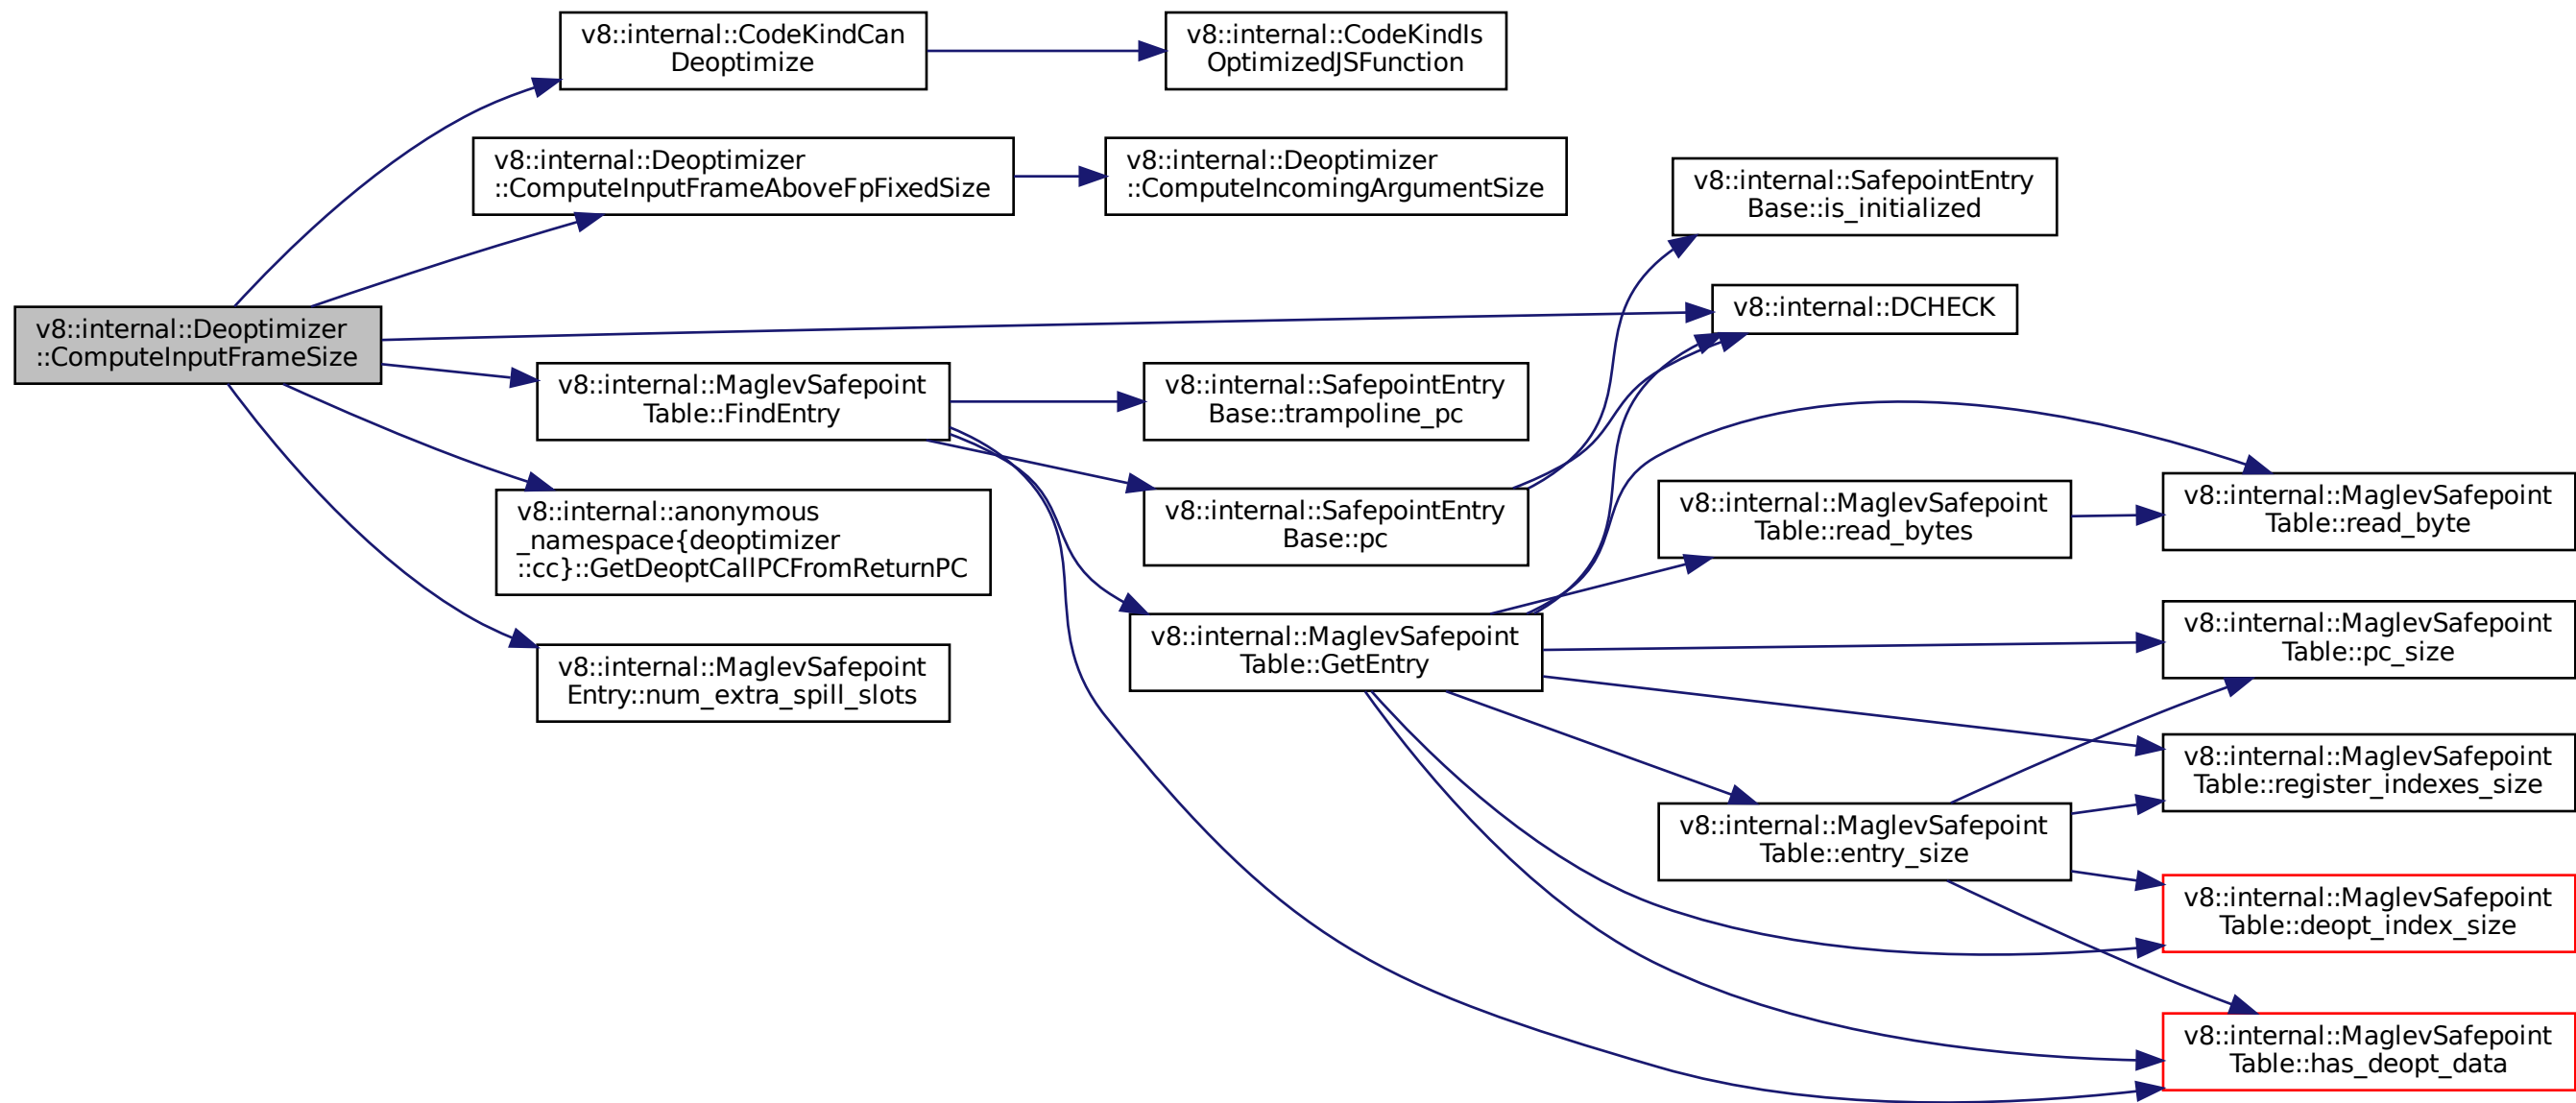 v8::internal::CodeKindCan
Deoptimize
v8::internal::CodeKindIs
OptimizedJSFunction
v8::internal::Deoptimizer
::ComputeInputFrameAboveFpFixedSize
v8::internal::Deoptimizer
::ComputeIncomingArgumentSize
v8::internal::SafepointEntry
Base::is_initialized
v8::internal::DCHECK
v8::internal::Deoptimizer
::ComputeInputFrameSize
v8::internal::MaglevSafepoint
Table::FindEntry
v8::internal::SafepointEntry
Base::trampoline_pc
v8::internal::anonymous
_namespace{deoptimizer
::cc}::GetDeoptCallPCFromReturnPC
v8::internal::SafepointEntry
Base::pc
v8::internal::MaglevSafepoint
Table::read_bytes
v8::internal::MaglevSafepoint
Table::read_byte
v8::internal::MaglevSafepoint
Entry::num_extra_spill_slots
v8::internal::MaglevSafepoint
Table::GetEntry
v8::internal::MaglevSafepoint
Table::pc_size
v8::internal::MaglevSafepoint
Table::register_indexes_size
v8::internal::MaglevSafepoint
Table::entry_size
v8::internal::MaglevSafepoint
Table::deopt_index_size
v8::internal::MaglevSafepoint
Table::has_deopt_data